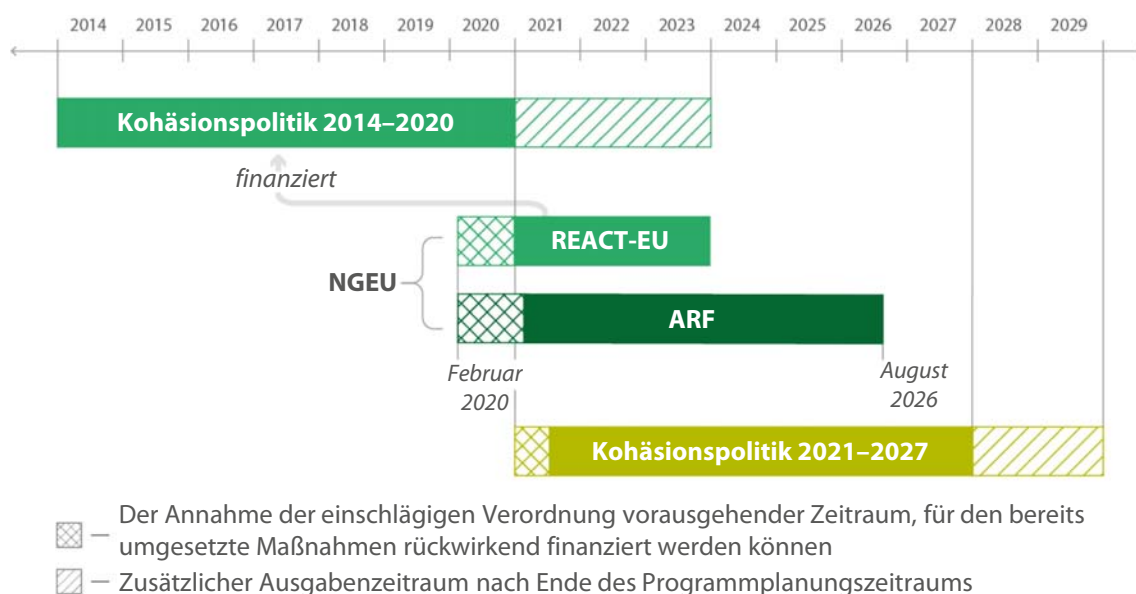 2014 2015 2016 2017 2018 2019 2020 2021 2022 2023 2024 2025 2026 2027 2028 2029
Kohäsionspolitik 2014–2020
finanziert
REACT-EU
NGEU
ARF
Februar
2020
August
2026
Kohäsionspolitik 2021–2027
— Der Annahme der einschlägigen Verordnung vorausgehender Zeitraum, für den bereits
umgesetzte Maßnahmen rückwirkend finanziert werden können
— Zusätzlicher Ausgabenzeitraum nach Ende des Programmplanungszeitraums